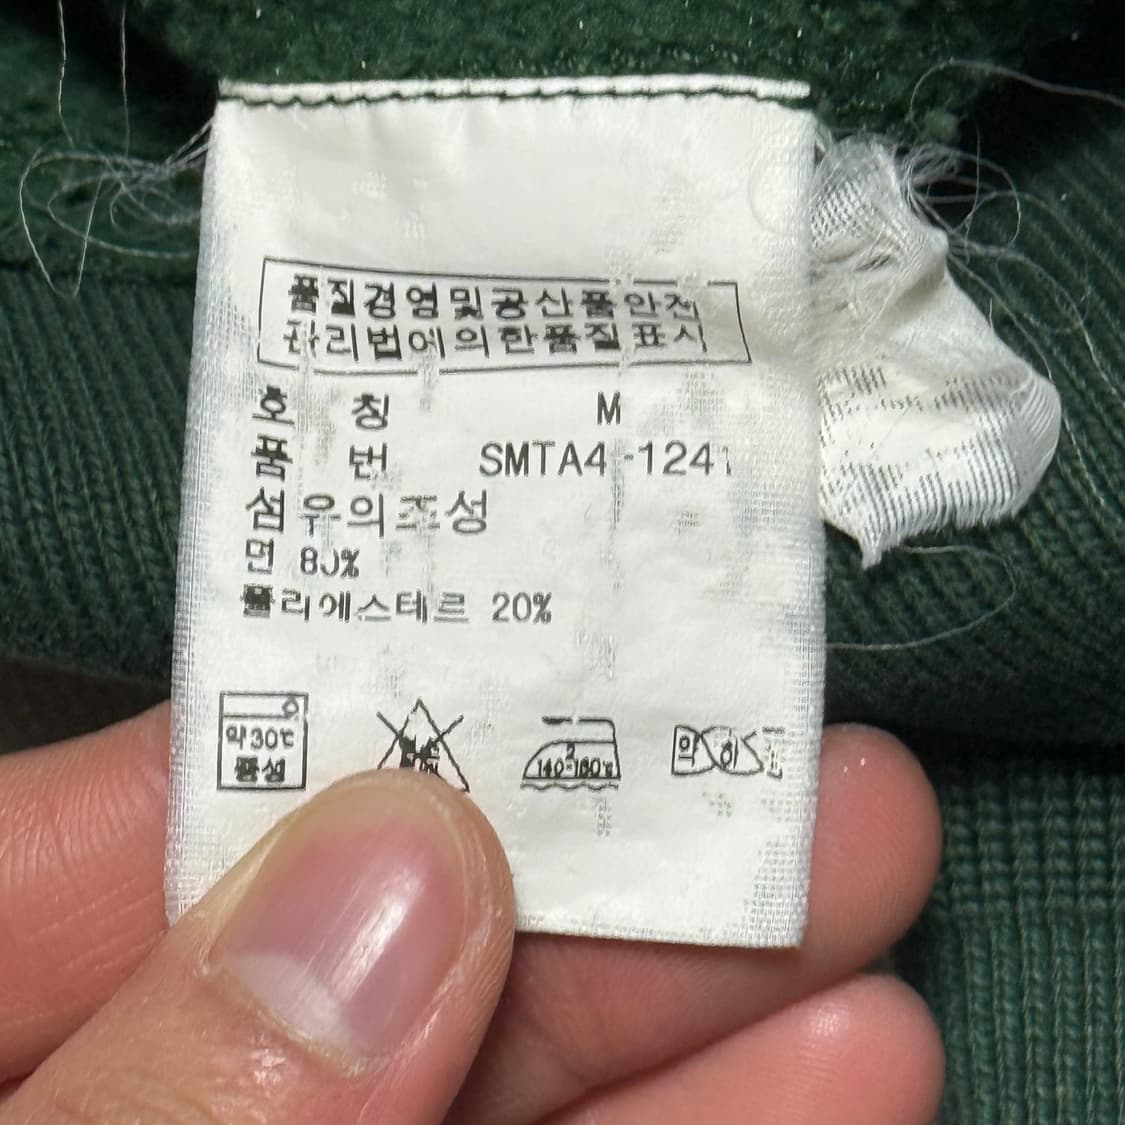 품질경영및공산품안전
관리법에의한품질표시
호 칭 M
품 번 SMTA4-1241
섬유의조성
면 80%
폴리에스테르 20%
약30℃
중성
140-160℃
약 하